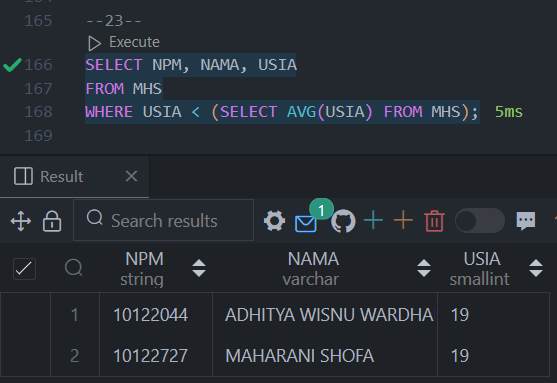 165 --23--
Execute
166 SELECT NPM, NAMA, USIA
167 FROM MHS
168 WHERE USIA < (SELECT AVG(USIA) FROM MHS); 5ms
169
Result
Search results 1
NPM NAMA USIA
string varchar smallint
1 10122044 ADHITYA WISNU WARDHA 19
2 10122727 MAHARANI SHOFA 19